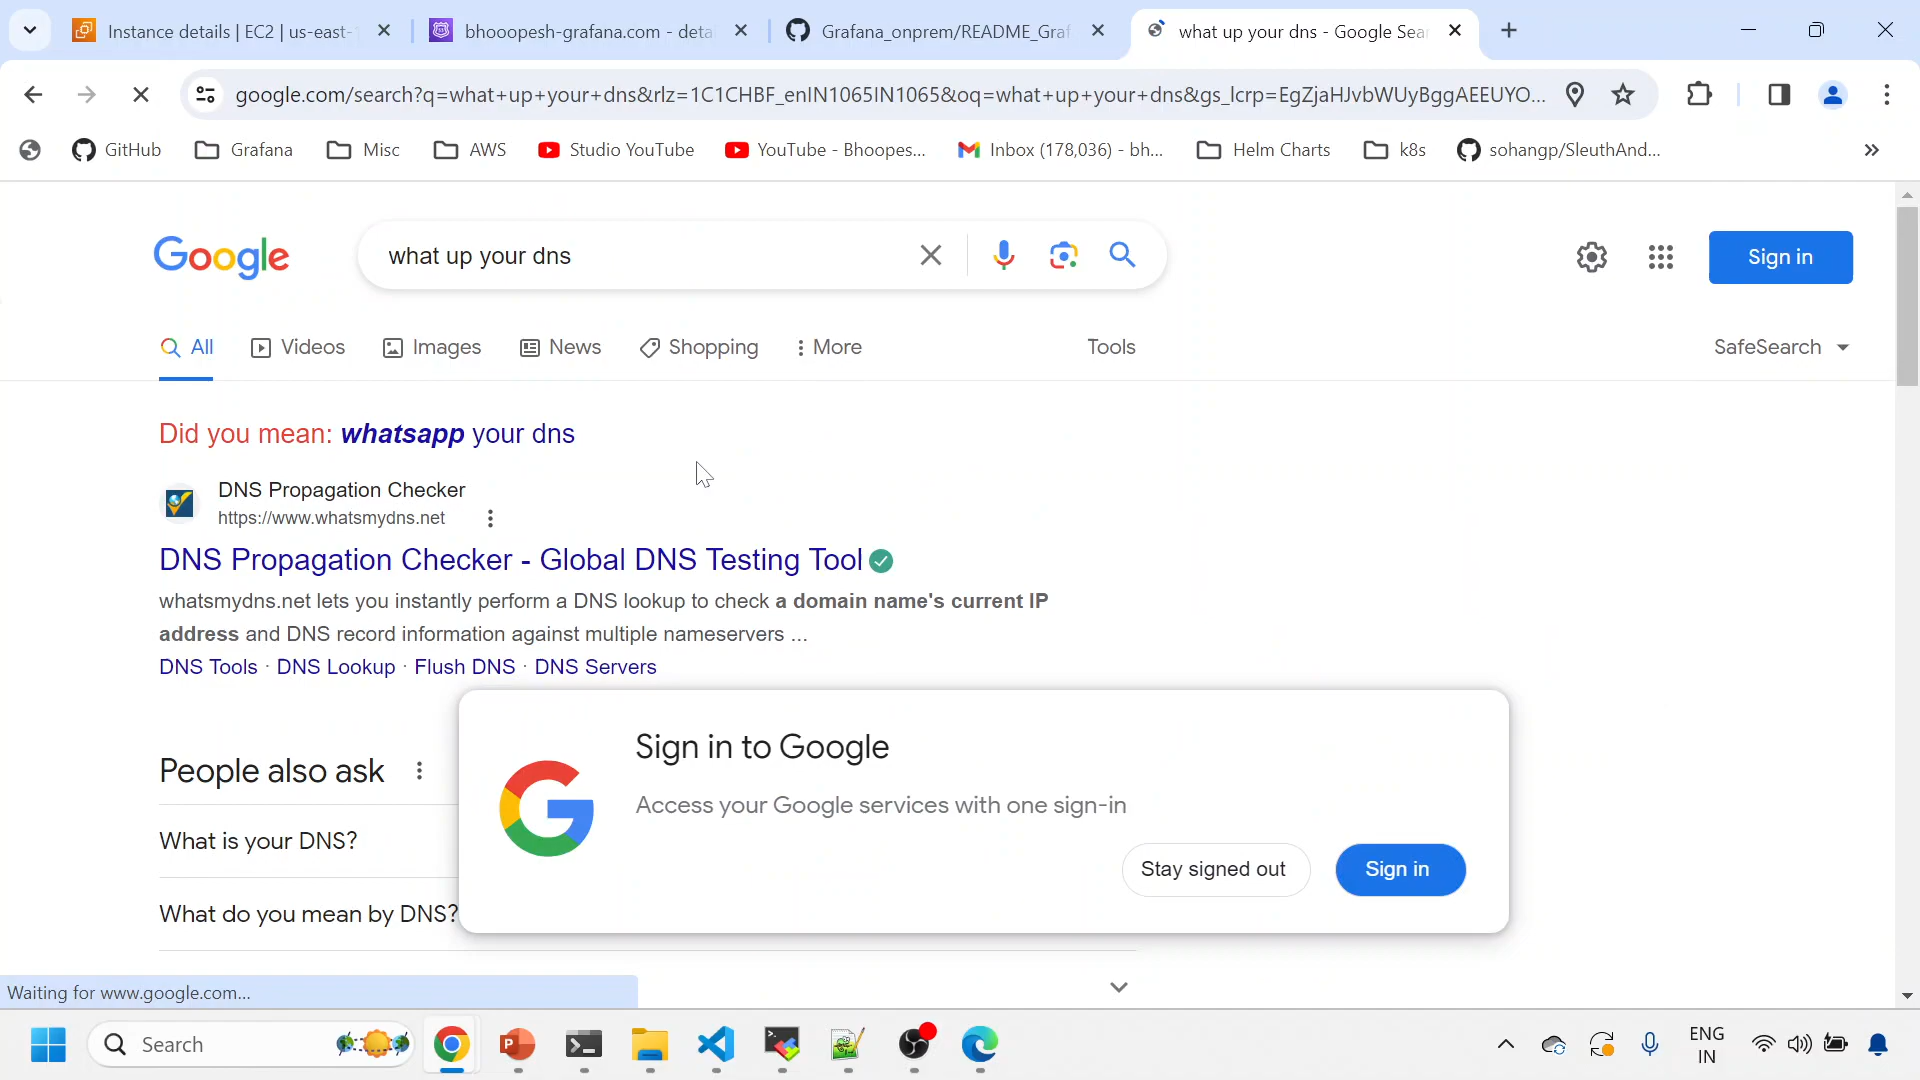 Instance details | EC2 | us-east-
bhooopesh-grafana.com - deta
Grafana_onprem/README_Graf
what up your dns - Google Sear
google.com/search?q=what+up+your+dns&rlz=1C1CHBF_enIN1065IN1065&oq=what+up+your+dns&gs_lcrp=EgZjaHJvbWUyBggAEEUYO...
GitHub
Grafana
Misc
AWS
Studio YouTube
YouTube - Bhoopes...
Inbox (178,036) - bh...
Helm Charts
k8s
sohangp/SleuthAnd...
Google
what up your dns
Sign in
All
Videos
Images
News
Shopping
More
Tools
SafeSearch
Did you mean: whatsapp your dns
DNS Propagation Checker
https://www.whatsmydns.net
DNS Propagation Checker - Global DNS Testing Tool
whatsmydns.net lets you instantly perform a DNS lookup to check a domain name's current IP
address and DNS record information against multiple nameservers ...
DNS Tools · DNS Lookup · Flush DNS · DNS Servers
People also ask
What is your DNS?
What do you mean by DNS?
Sign in to Google
Access your Google services with one sign-in
Stay signed out
Sign in
Waiting for www.google.com...
Search
ENG
IN